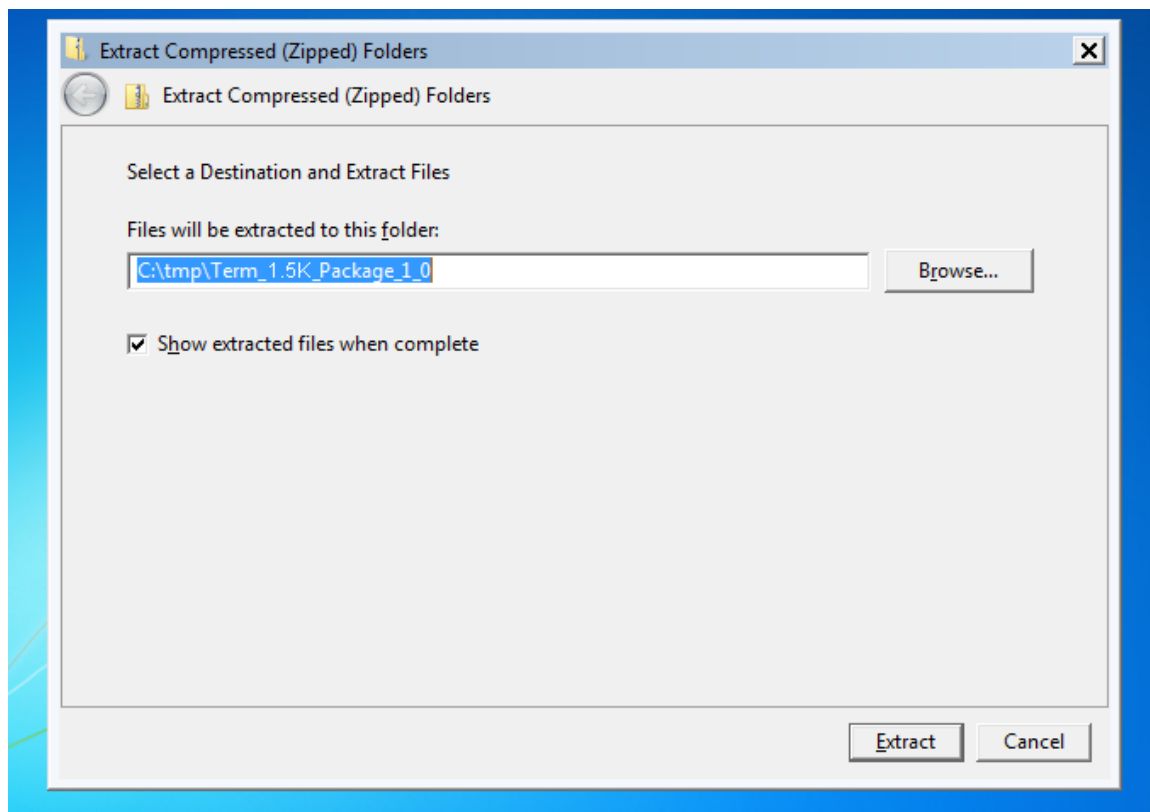 Extract Compressed (Zipped) Folders
Extract Compressed (Zipped) Folders
Select a Destination and Extract Files
Files will be extracted to this folder:
C:\tmp\Term_1.5K_Package_1_0
Browse...
Show extracted files when complete
Extract
Cancel